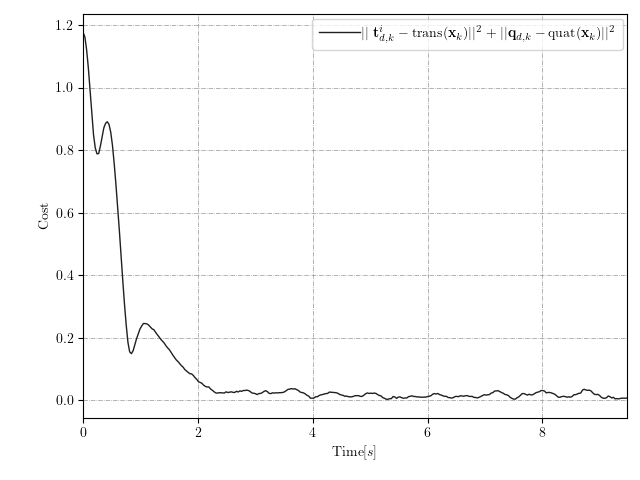 || t^i_{d,k} − trans(x_k)||^2 + ||q_{d,k} − quat(x_k)||^2
1.2
1.0
0.8
0.6
0.4
0.2
0.0
Cost
0 2 4 6 8
Time[s]